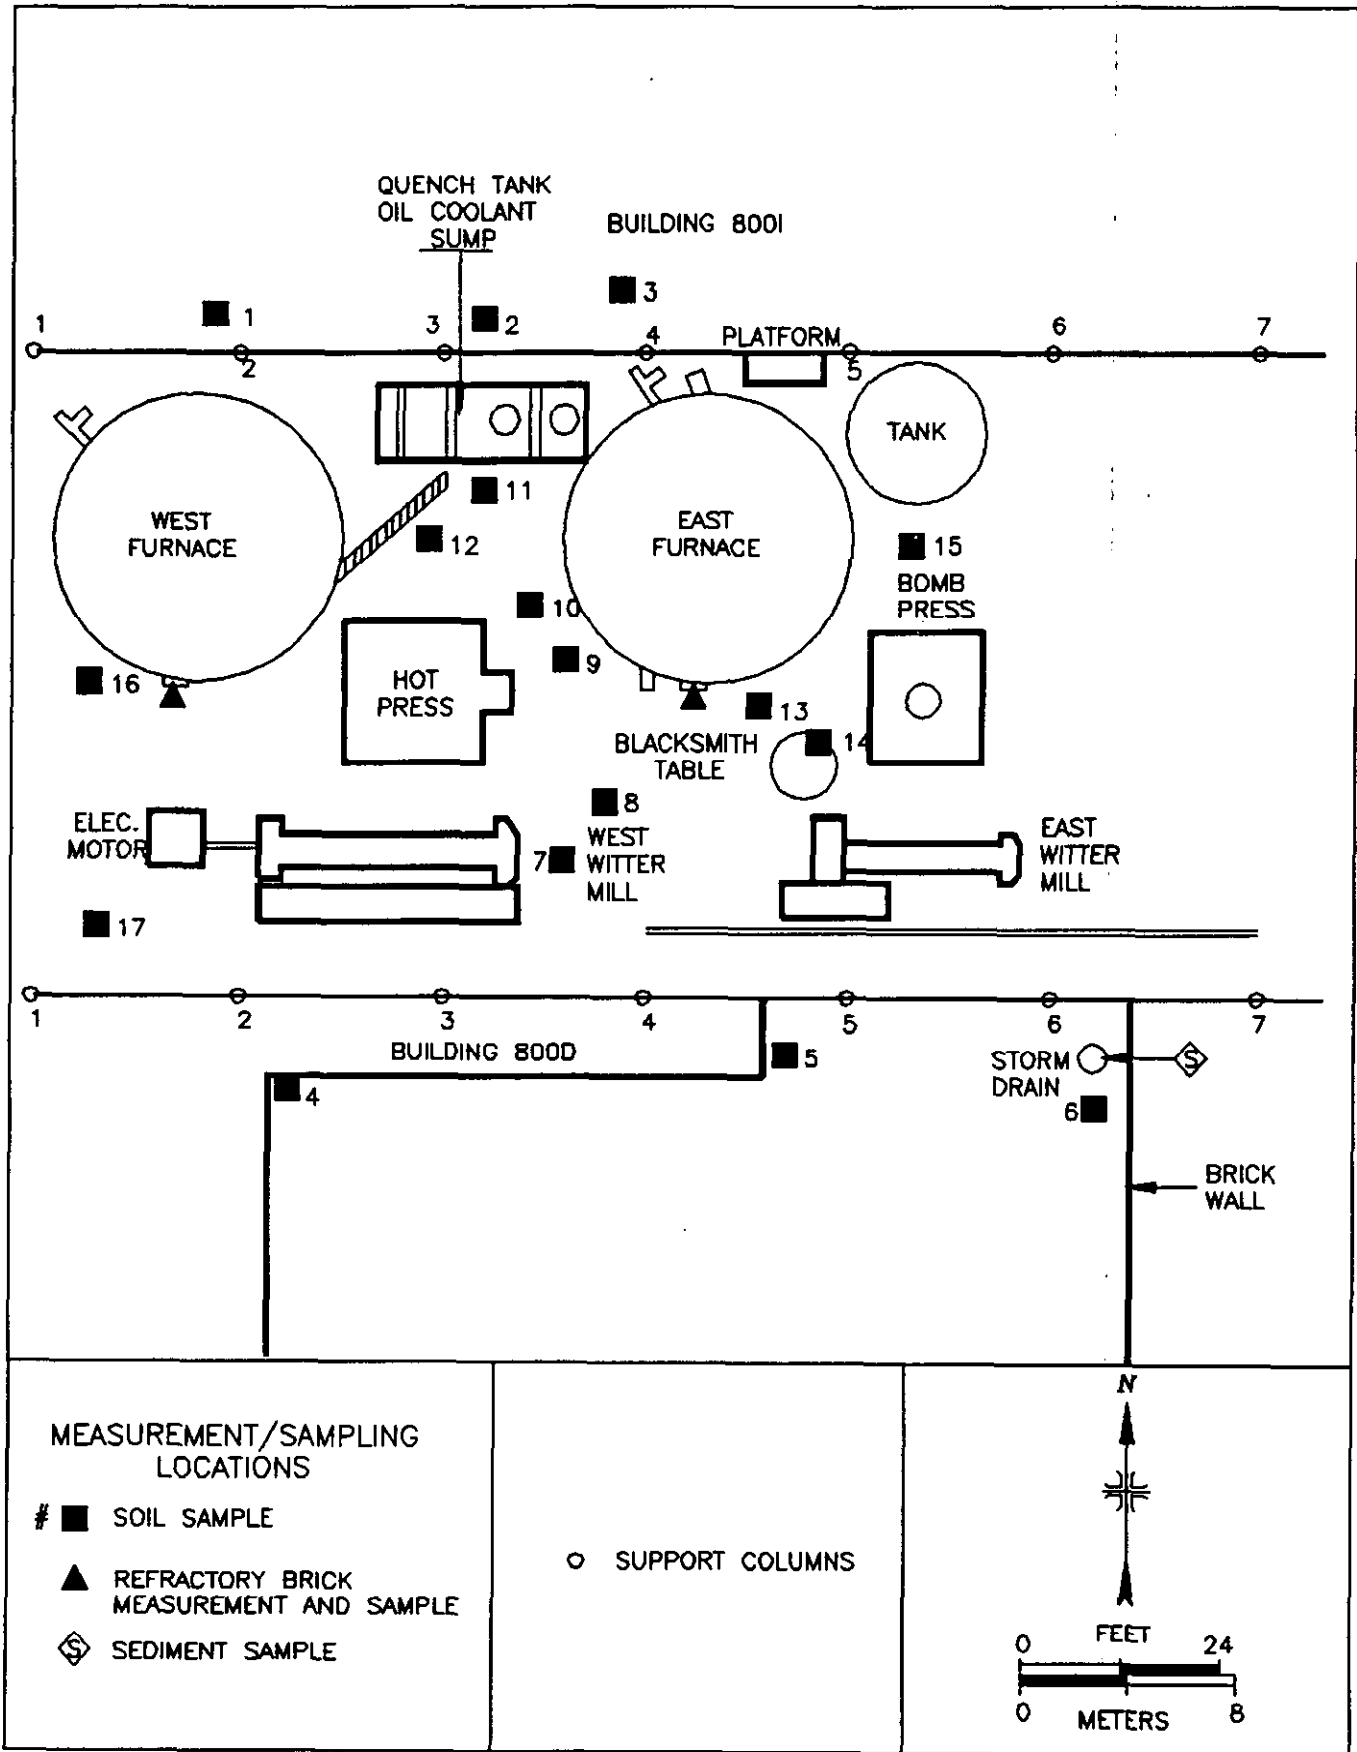 QUENCH TANK
OIL COOLANT
SUMP
BUILDING 800I
3
1
2
1
2
3
4
5
6
7
PLATFORM
TANK
11
WEST
FURNACE
EAST
FURNACE
12
15
BOMB
PRESS
10
9
16
HOT
PRESS
13
14
BLACKSMITH
TABLE
8
ELEC.
MOTOR
7
WEST
WITTER
MILL
EAST
WITTER
MILL
17
1
2
3
4
5
6
7
BUILDING 800D
5
STORM
DRAIN
S
4
6
BRICK
WALL
MEASUREMENT/SAMPLING
LOCATIONS
# SOIL SAMPLE
REFRACTORY BRICK
MEASUREMENT AND SAMPLE
S SEDIMENT SAMPLE
SUPPORT COLUMNS
N
FEET
0 24
0 8
METERS